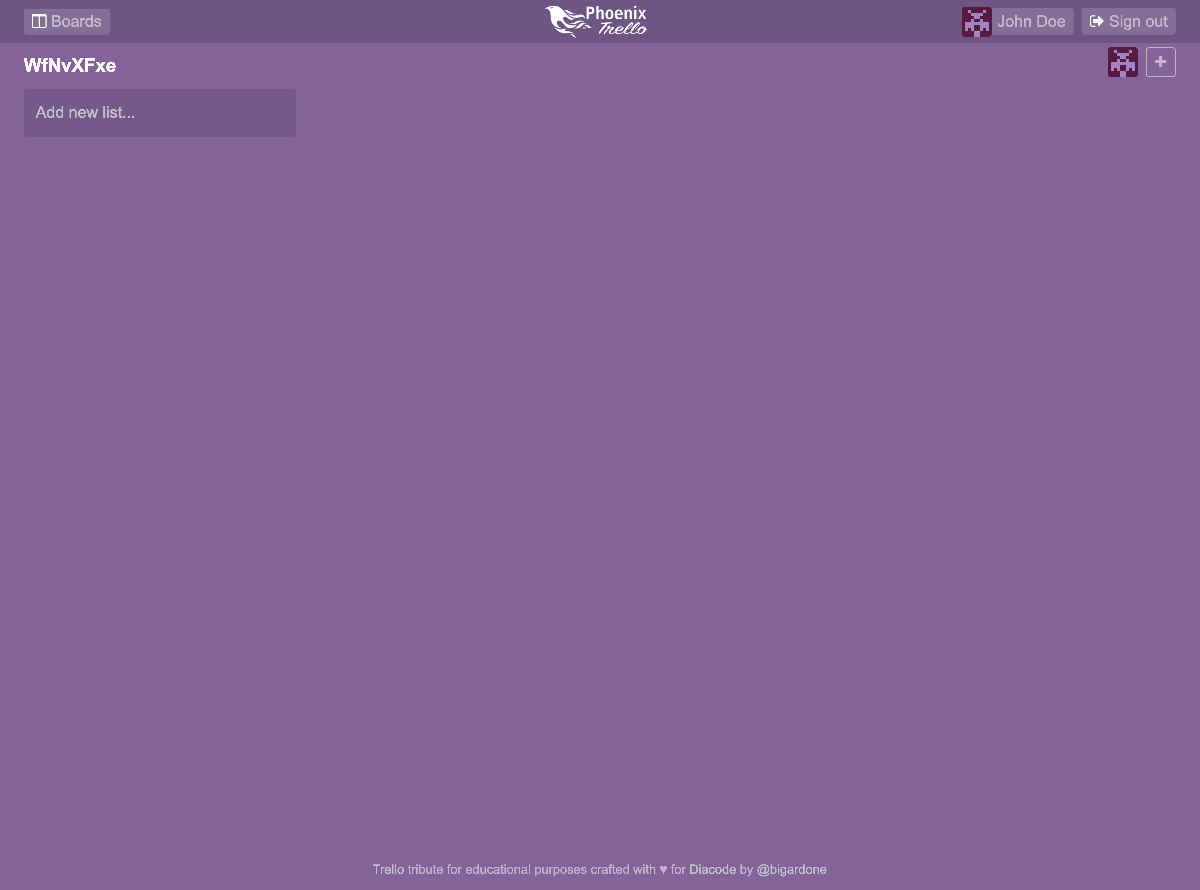 Boards
Phoenix
Trello
John Doe
Sign out
WfNvXFxe
+
Add new list...
Trello tribute for educational purposes crafted with ♥ for Diacode by @bigardone